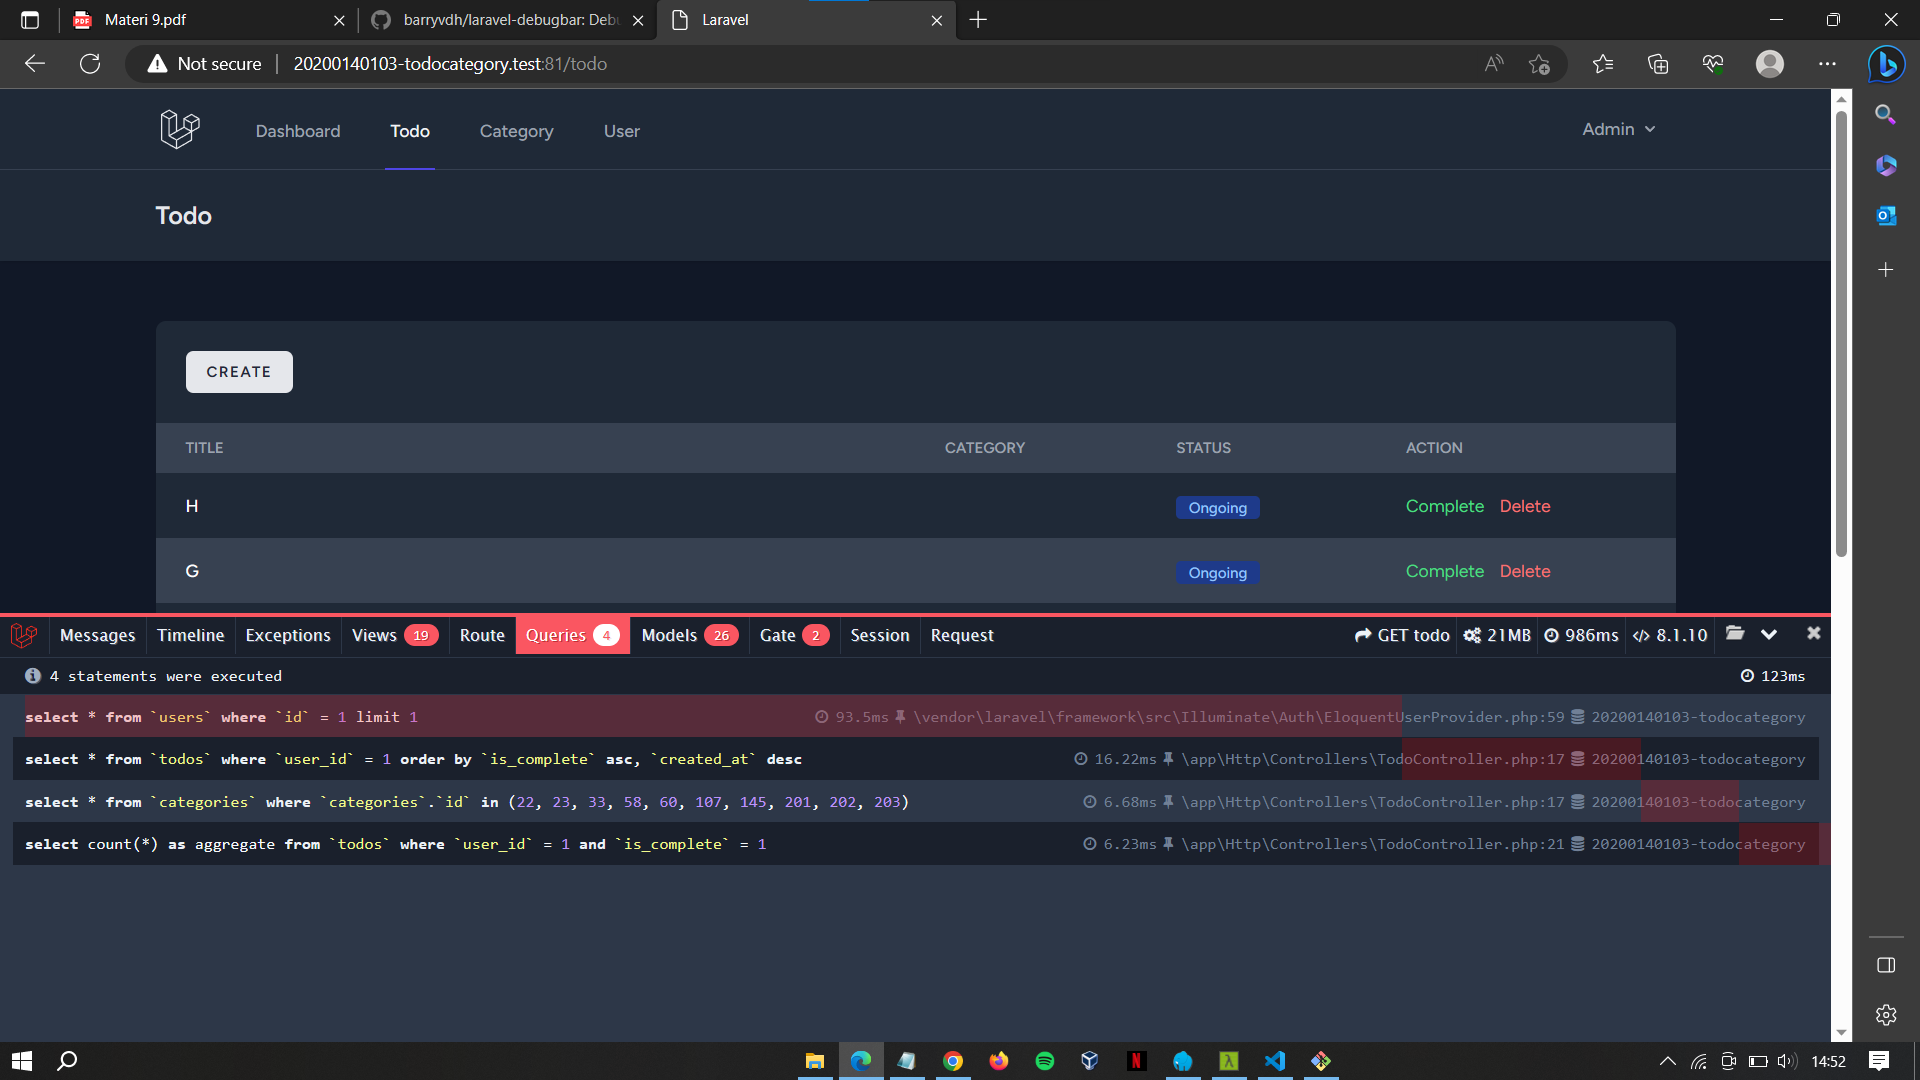 Materi 9.pdf
barryvdh/laravel-debugbar: Deb
Laravel
Not secure
20200140103-todocategory.test:81/todo
Dashboard Todo Category User
Admin
Todo
CREATE
TITLE CATEGORY STATUS ACTION
H Ongoing Complete Delete
G Ongoing Complete Delete
Messages Timeline Exceptions Views 19 Route Queries 4 Models 26 Gate 2 Session Request GET todo 21MB 986ms 8.1.10
4 statements were executed 123ms
select * from `users` where `id` = 1 limit 1 93.5ms \vendor\laravel\framework\src\Illuminate\Auth\EloquentUserProvider.php:59 20200140103-todocategory
select * from `todos` where `user_id` = 1 order by `is_complete` asc, `created_at` desc 16.22ms \app\Http\Controllers\TodoController.php:17 20200140103-todocategory
select * from `categories` where `categories`.`id` in (22, 23, 33, 58, 60, 107, 145, 201, 202, 203) 6.68ms \app\Http\Controllers\TodoController.php:17 20200140103-todocategory
select count(*) as aggregate from `todos` where `user_id` = 1 and `is_complete` = 1 6.23ms \app\Http\Controllers\TodoController.php:21 20200140103-todocategory
14:52